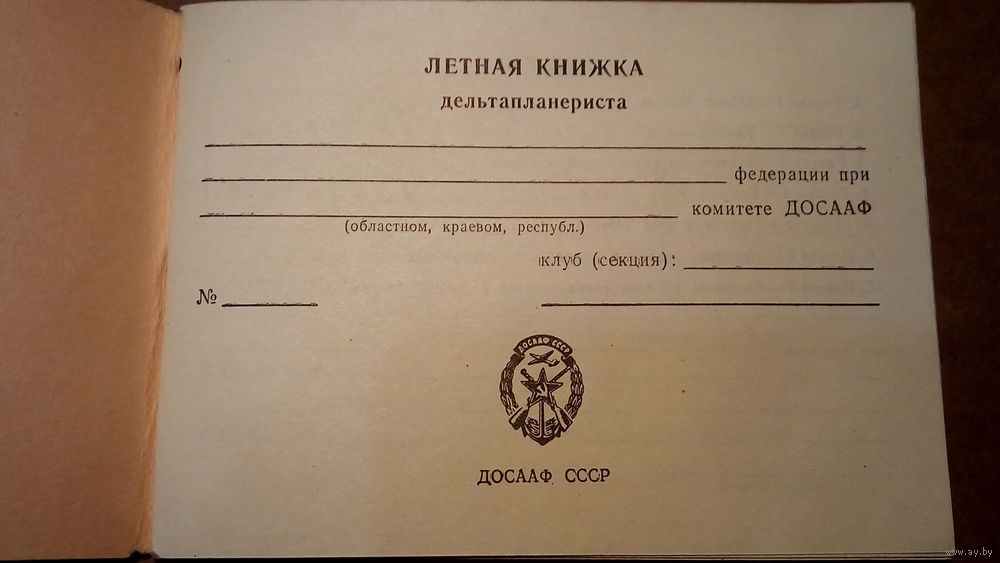 ЛЕТНАЯ КНИЖКА
дельтапланериста
федерации при
комитете ДОСААФ
(областном, краевом, республ.)
клуб (секция):
№
ДОСААФ СССР
ДОСААФ СССР
www.ay.by